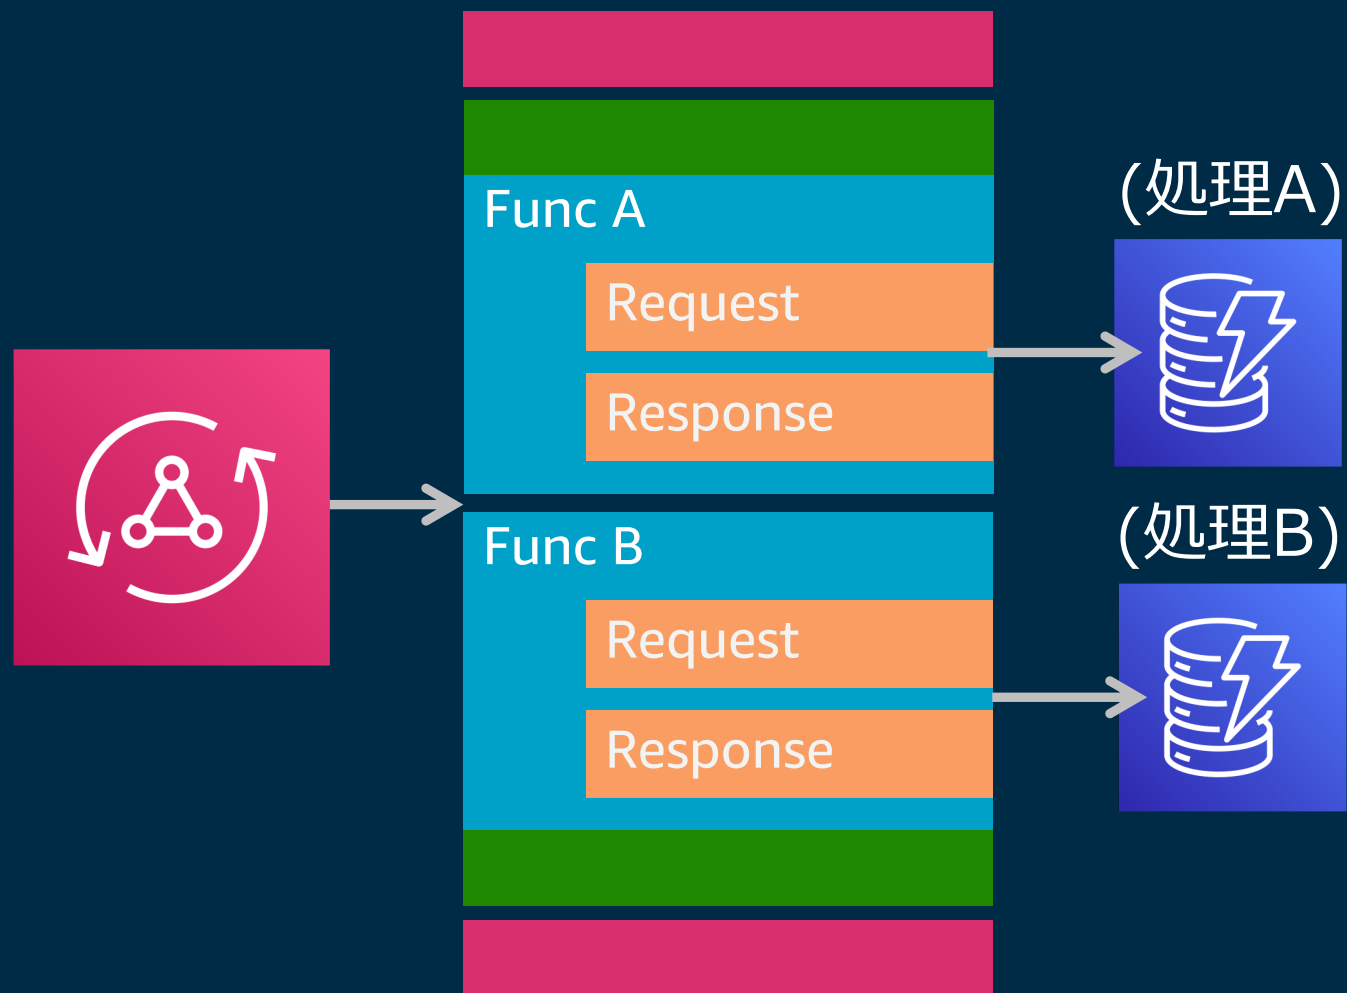 Func A
Request
Response
(処理A)
Func B
Request
Response
(処理B)